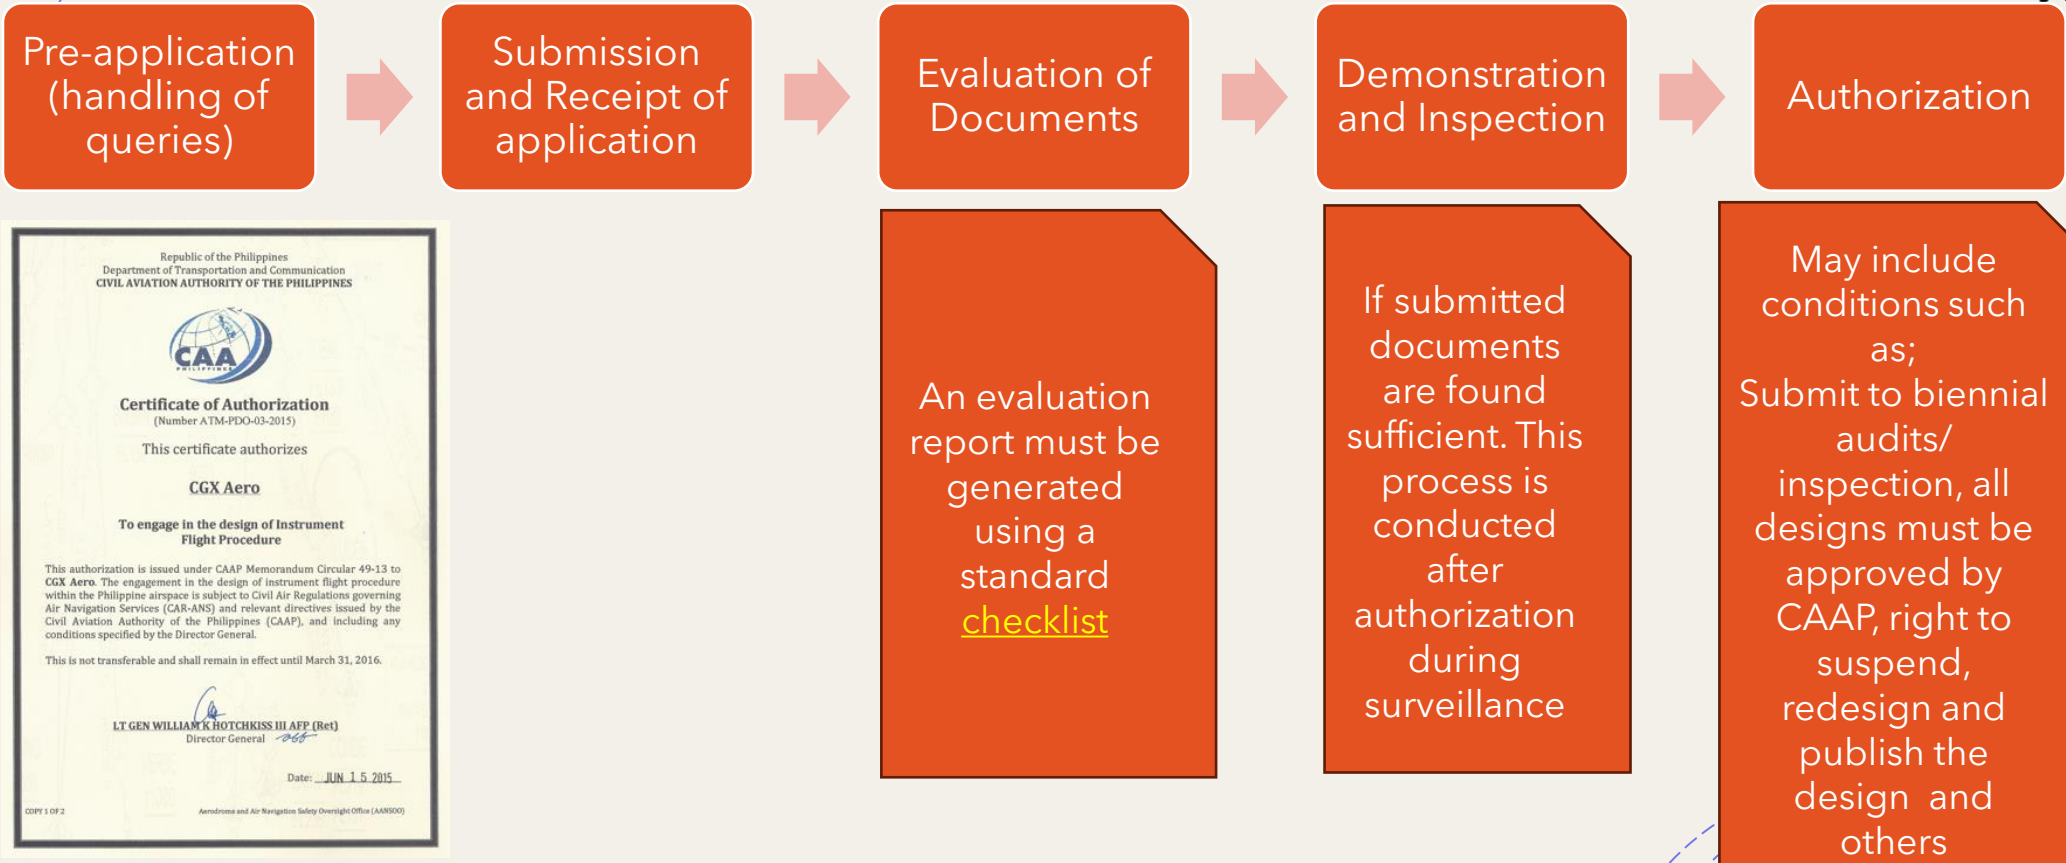 Pre-application
(handling of
queries)
Submission
and Receipt of
application
Evaluation of
Documents
Demonstration
and Inspection
Authorization
Republic of the Philippines
Department of Transportation and Communication
CIVIL AVIATION AUTHORITY OF THE PHILIPPINES
CAA
PHILIPPINES
Certificate of Authorization
(Number ATM-PDO-03-2015)
This certificate authorizes
CGX Aero
To engage in the design of Instrument
Flight Procedure
This authorization is issued under CAAP Memorandum Circular 49-13 to
CGX Aero. The engagement in the design of instrument flight procedure
within the Philippine airspace is subject to Civil Air Regulations governing
Air Navigation Services (CAR-ANS) and relevant directives issued by the
Civil Aviation Authority of the Philippines (CAAP), and including any
conditions specified by the Director General.
This is not transferable and shall remain in effect until March 31, 2016.
LT GEN WILLIAM K HOTCHKISS III AFP (Ret)
Director General
Date: JUN 15 2015
COPY 1 OF 2
Aerodrome and Air Navigation Safety Oversight Office (AANSOO)
An evaluation
report must be
generated
using a
standard
checklist
If submitted
documents
are found
sufficient. This
process is
conducted
after
authorization
during
surveillance
May include
conditions such
as;
Submit to biennial
audits/
inspection, all
designs must be
approved by
CAAP, right to
suspend,
redesign and
publish the
design and
others